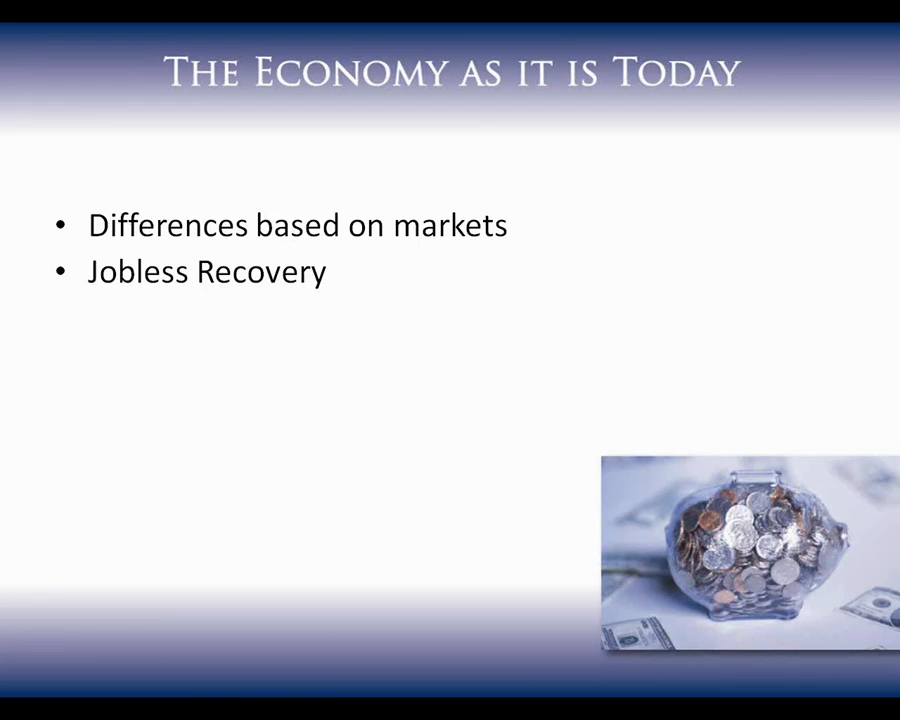 The Economy as it is Today
• Differences based on markets
• Jobless Recovery